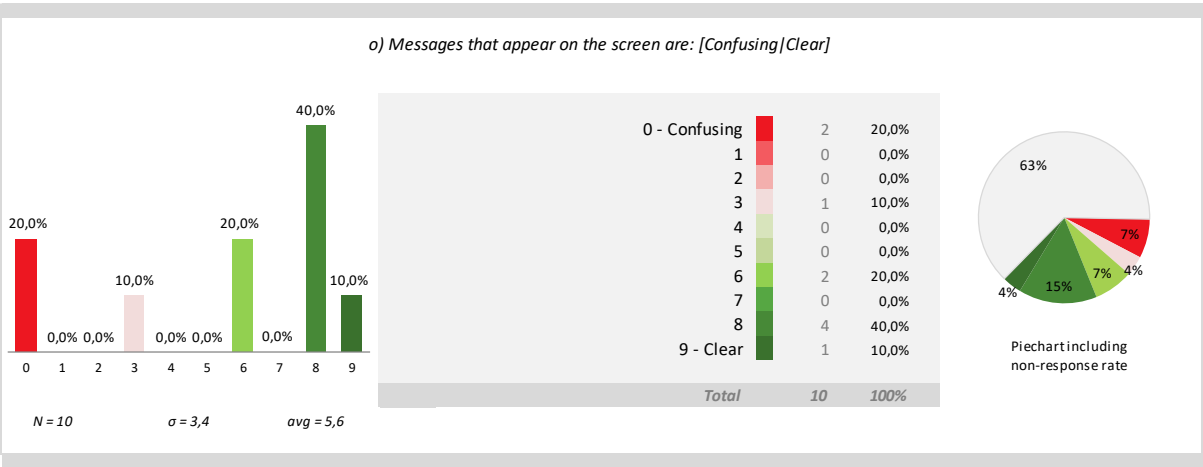 o) Messages that appear on the screen are: [Confusing|Clear]
20,0%
0,0%
0,0%
10,0%
0,0%
0,0%
20,0%
0,0%
40,0%
10,0%
0 1 2 3 4 5 6 7 8 9
N = 10 σ = 3,4 avg = 5,6
0 - Confusing 2 20,0%
1 0 0,0%
2 0 0,0%
3 1 10,0%
4 0 0,0%
5 0 0,0%
6 2 20,0%
7 0 0,0%
8 4 40,0%
9 - Clear 1 10,0%
Total 10 100%
63%
7%
4%
7%
15%
4%
Piechart including
non-response rate